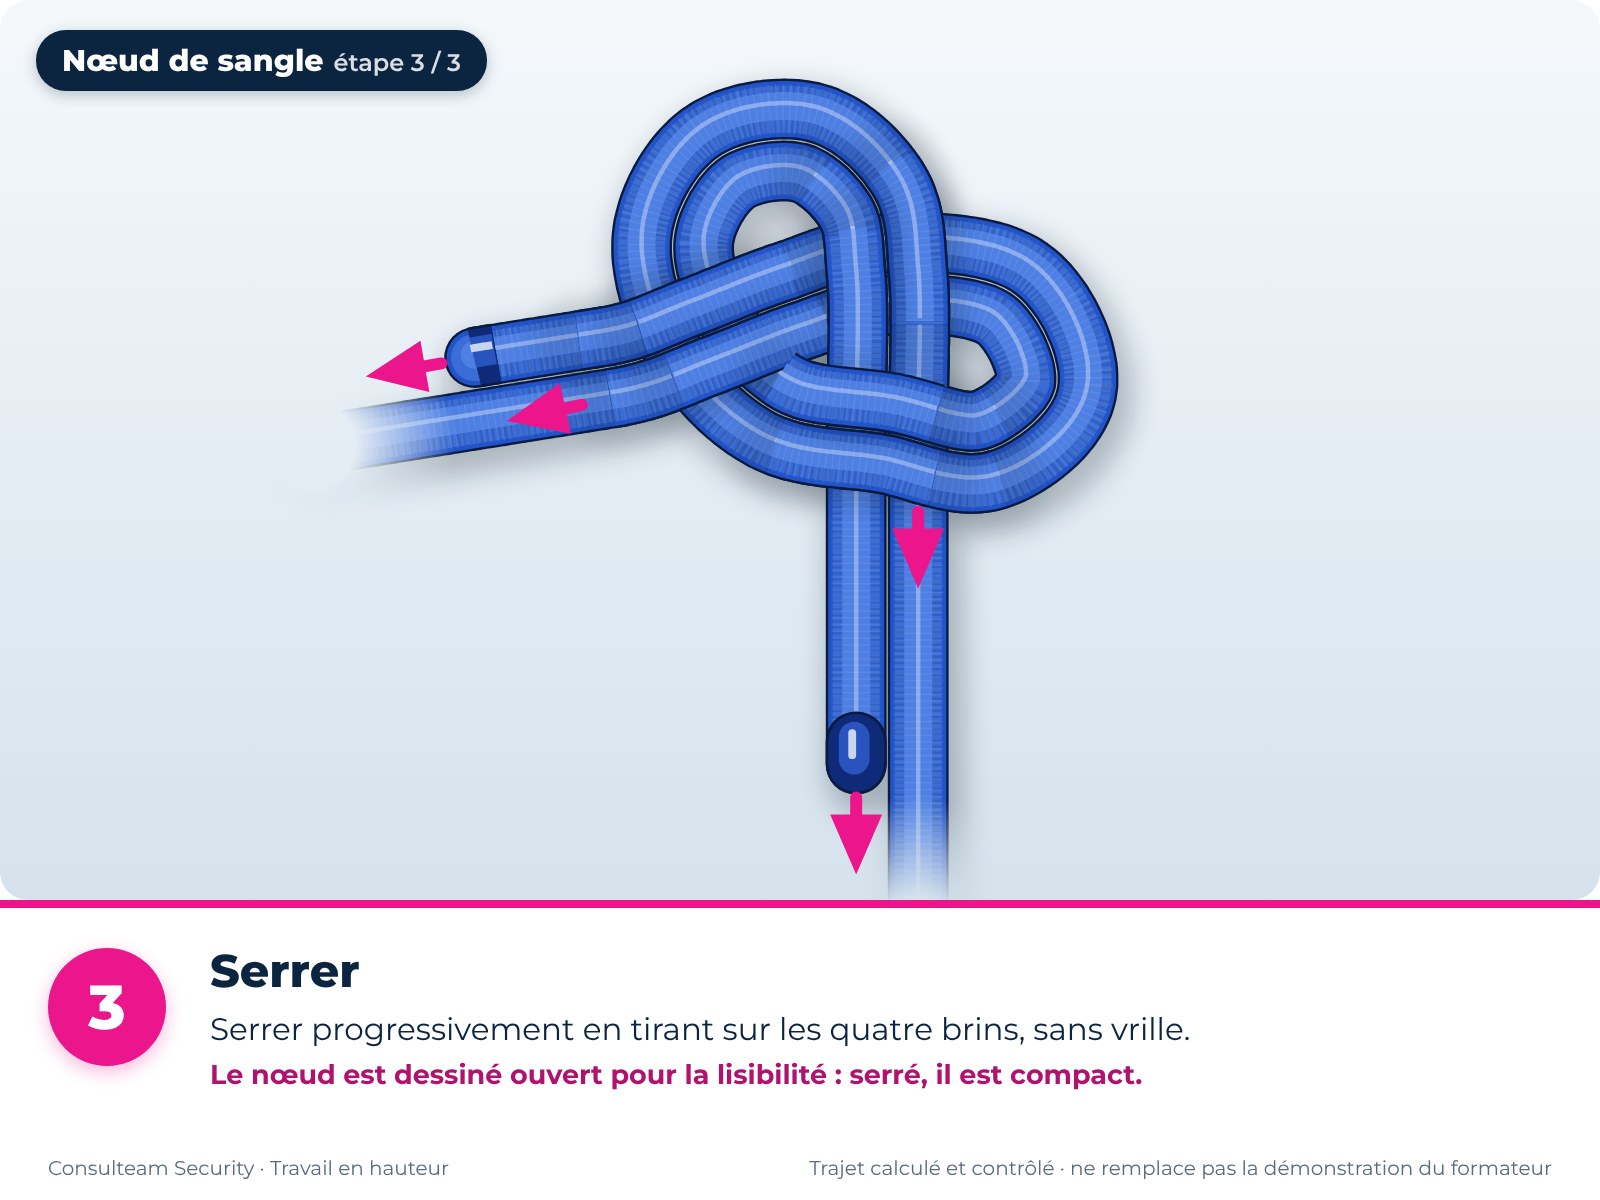 Nœud de sangle étape 3 / 3
3
Serrer
Serrer progressivement en tirant sur les quatre brins, sans vrille.
Le nœud est dessiné ouvert pour la lisibilité : serré, il est compact.
Consulteam Security · Travail en hauteur
Trajet calculé et contrôlé · ne remplace pas la démonstration du formateur